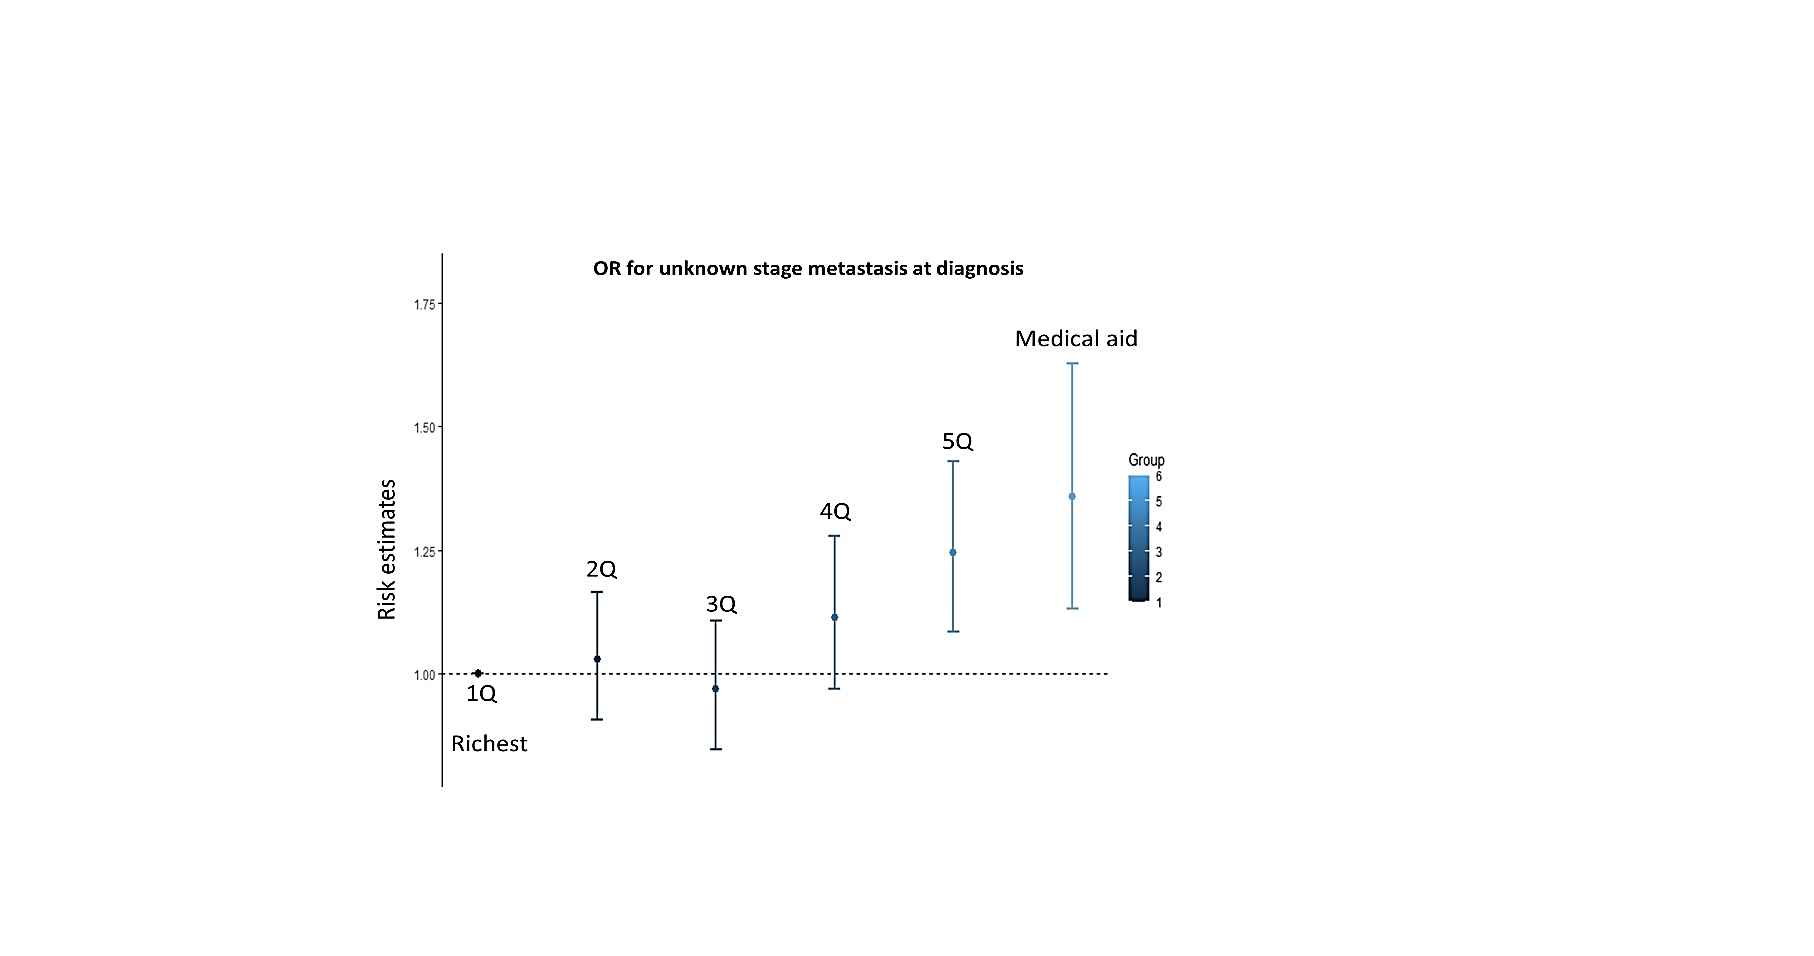 OR for unknown stage metastasis at diagnosis
1.75
Medical aid
1.50
5Q
Group
6
5
4
3
2
1
4Q
1.25
2Q
3Q
Risk estimates
1.00
1Q
Richest